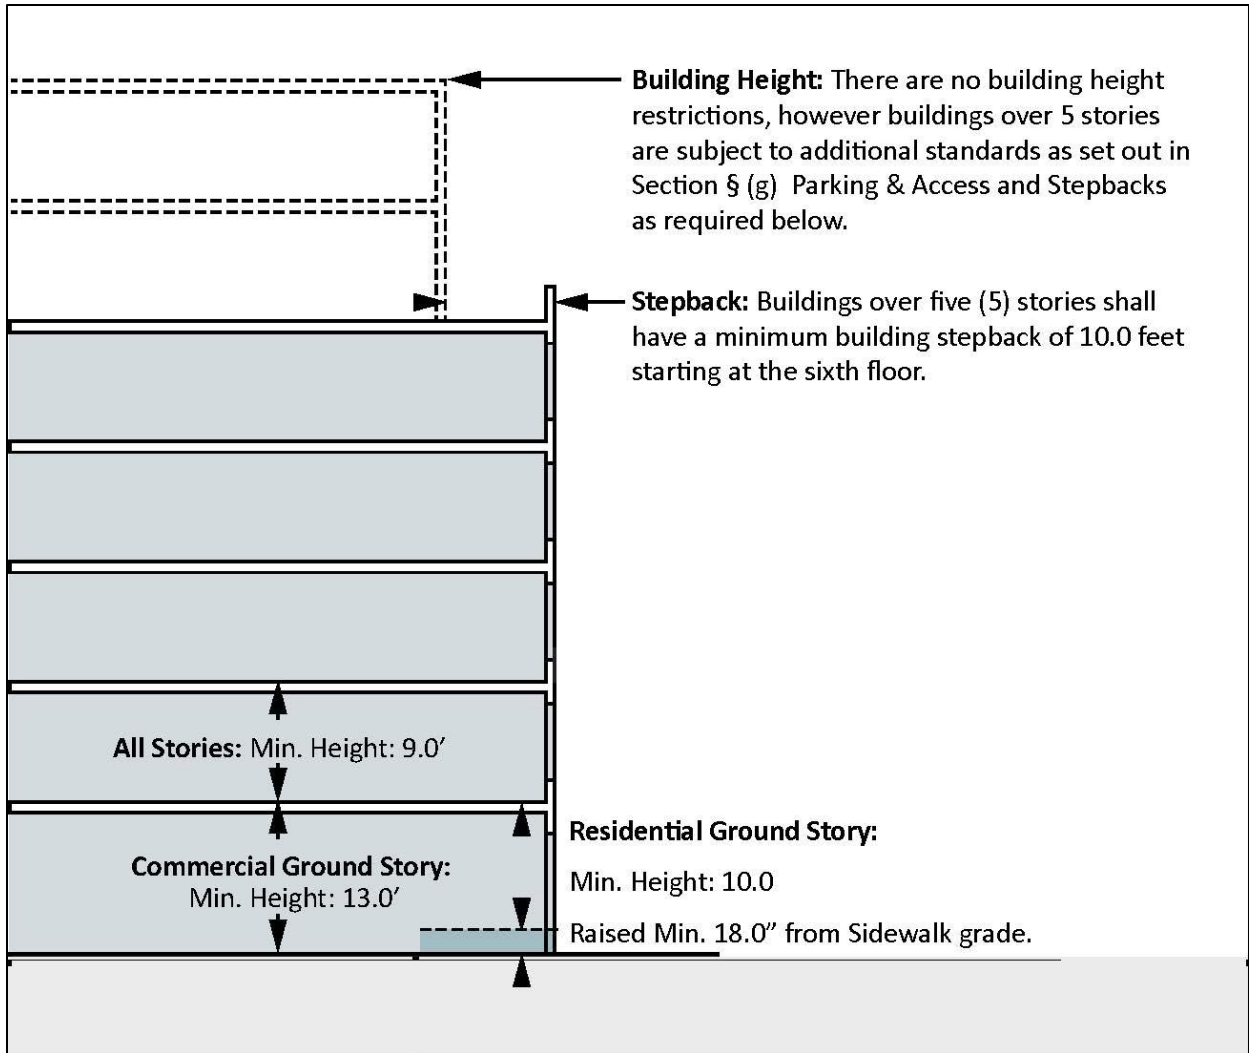 Building Height: There are no building height
restrictions, however buildings over 5 stories
are subject to additional standards as set out in
Section § (g) Parking & Access and Stepbacks
as required below.
Stepback: Buildings over five (5) stories shall
have a minimum building stepback of 10.0 feet
starting at the sixth floor.
All Stories: Min. Height: 9.0′
Commercial Ground Story:
Min. Height: 13.0′
Residential Ground Story:
Min. Height: 10.0
Raised Min. 18.0” from Sidewalk grade.